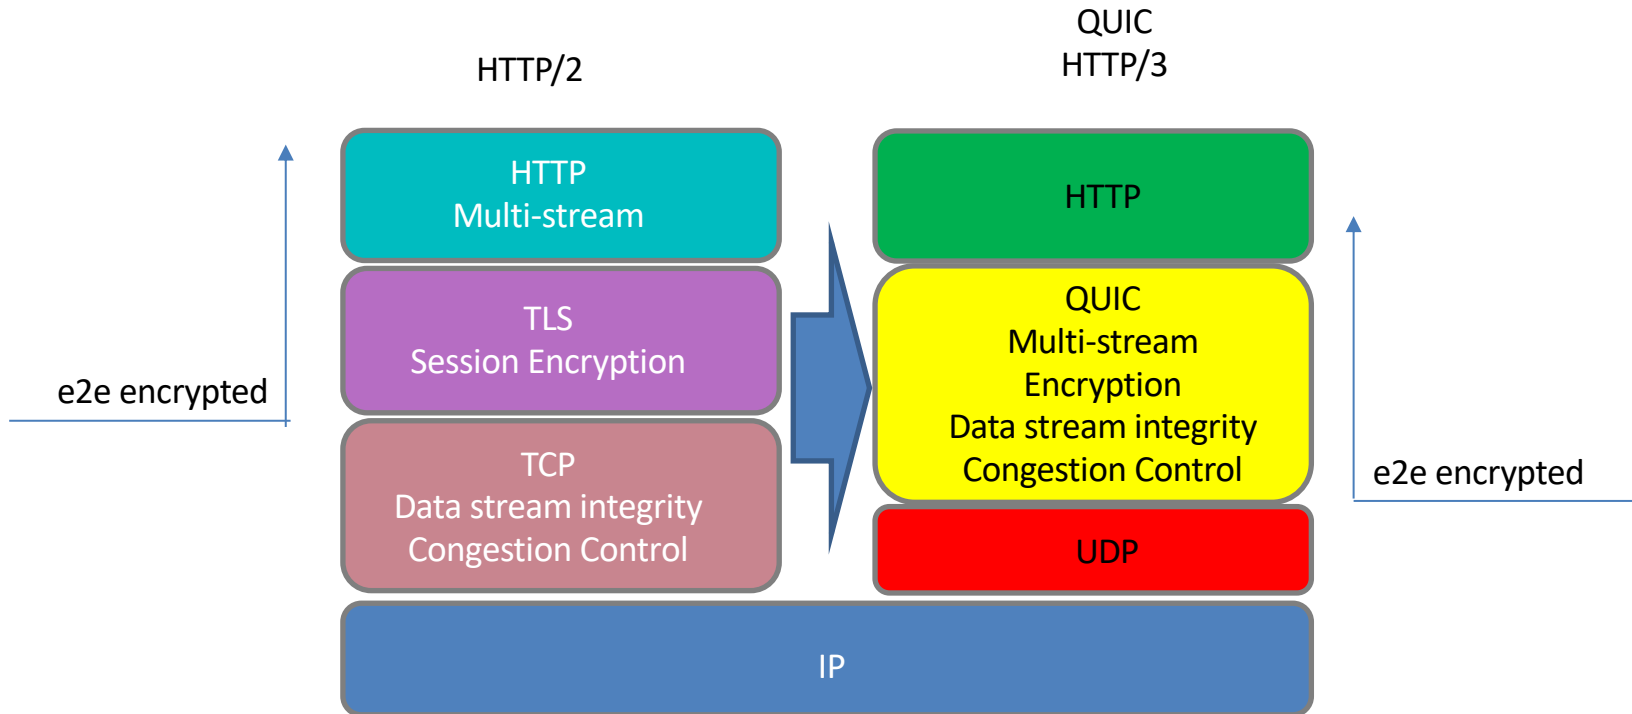 HTTP/2
QUIC
HTTP/3
HTTP
Multi-stream
TLS
Session Encryption
TCP
Data stream integrity
Congestion Control
e2e encrypted
HTTP
QUIC
Multi-stream
Encryption
Data stream integrity
Congestion Control
UDP
e2e encrypted
IP